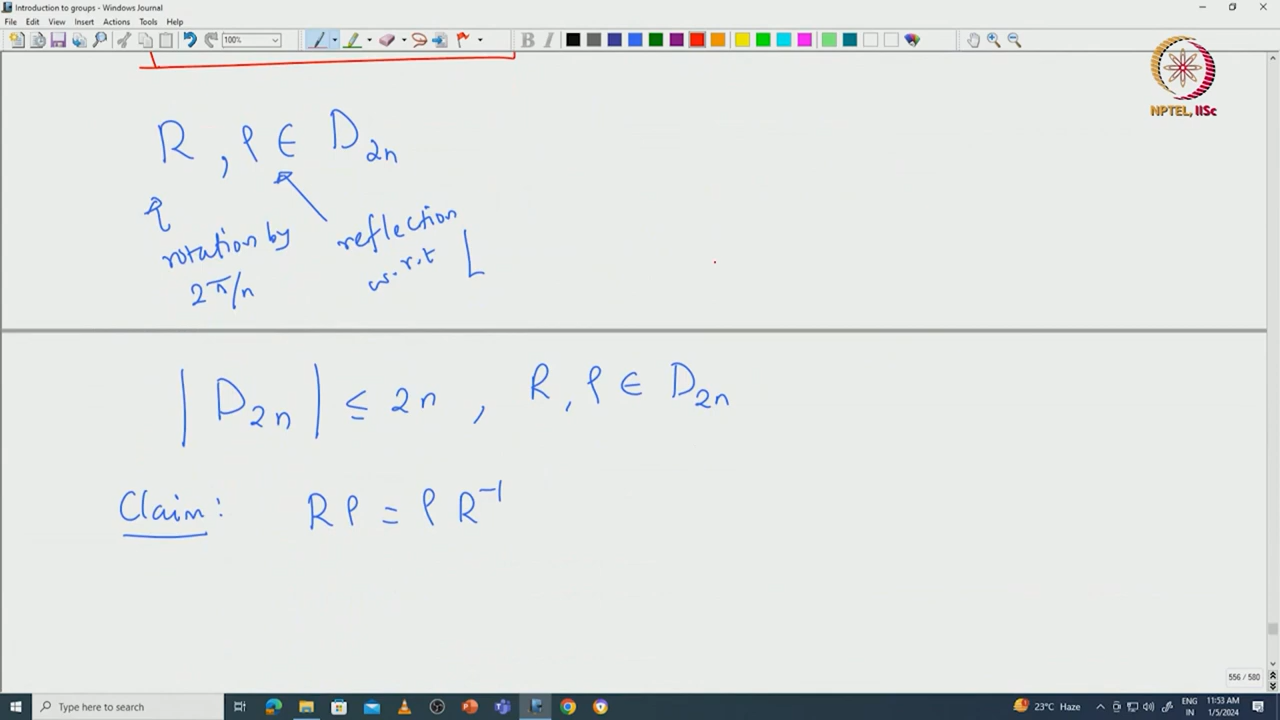 Introduction to groups - Windows Journal
File Edit View Insert Actions Tools Help
100%
B I
NPTEL, IISc
R , ρ ∈ D₂ₙ
rotation by
2π/n
reflection
w.r.t L
|D₂ₙ| ≤ 2n , R, ρ ∈ D₂ₙ
Claim: Rρ = ρR⁻¹
556 / 580
Type here to search
23°C Haze
ENG
IN
11:53 AM
1/5/2024